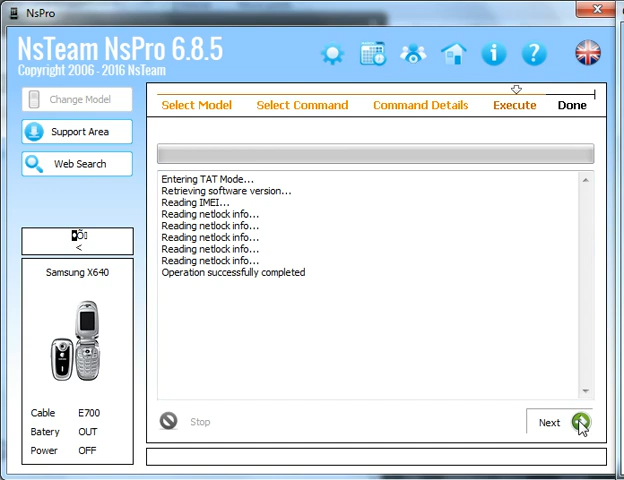 NsPro
NsTeam NsPro 6.8.5
Copyright 2006 - 2016 NsTeam
Change Model
Support Area
Web Search
Select Model
Select Command
Command Details
Execute
Done
Entering TAT Mode...
Retrieving software version...
Reading IMEI...
Reading netlock info...
Reading netlock info...
Reading netlock info...
Reading netlock info...
Reading netlock info...
Operation successfully completed
<
Samsung X640
Cable E700
Batery OUT
Power OFF
Stop
Next